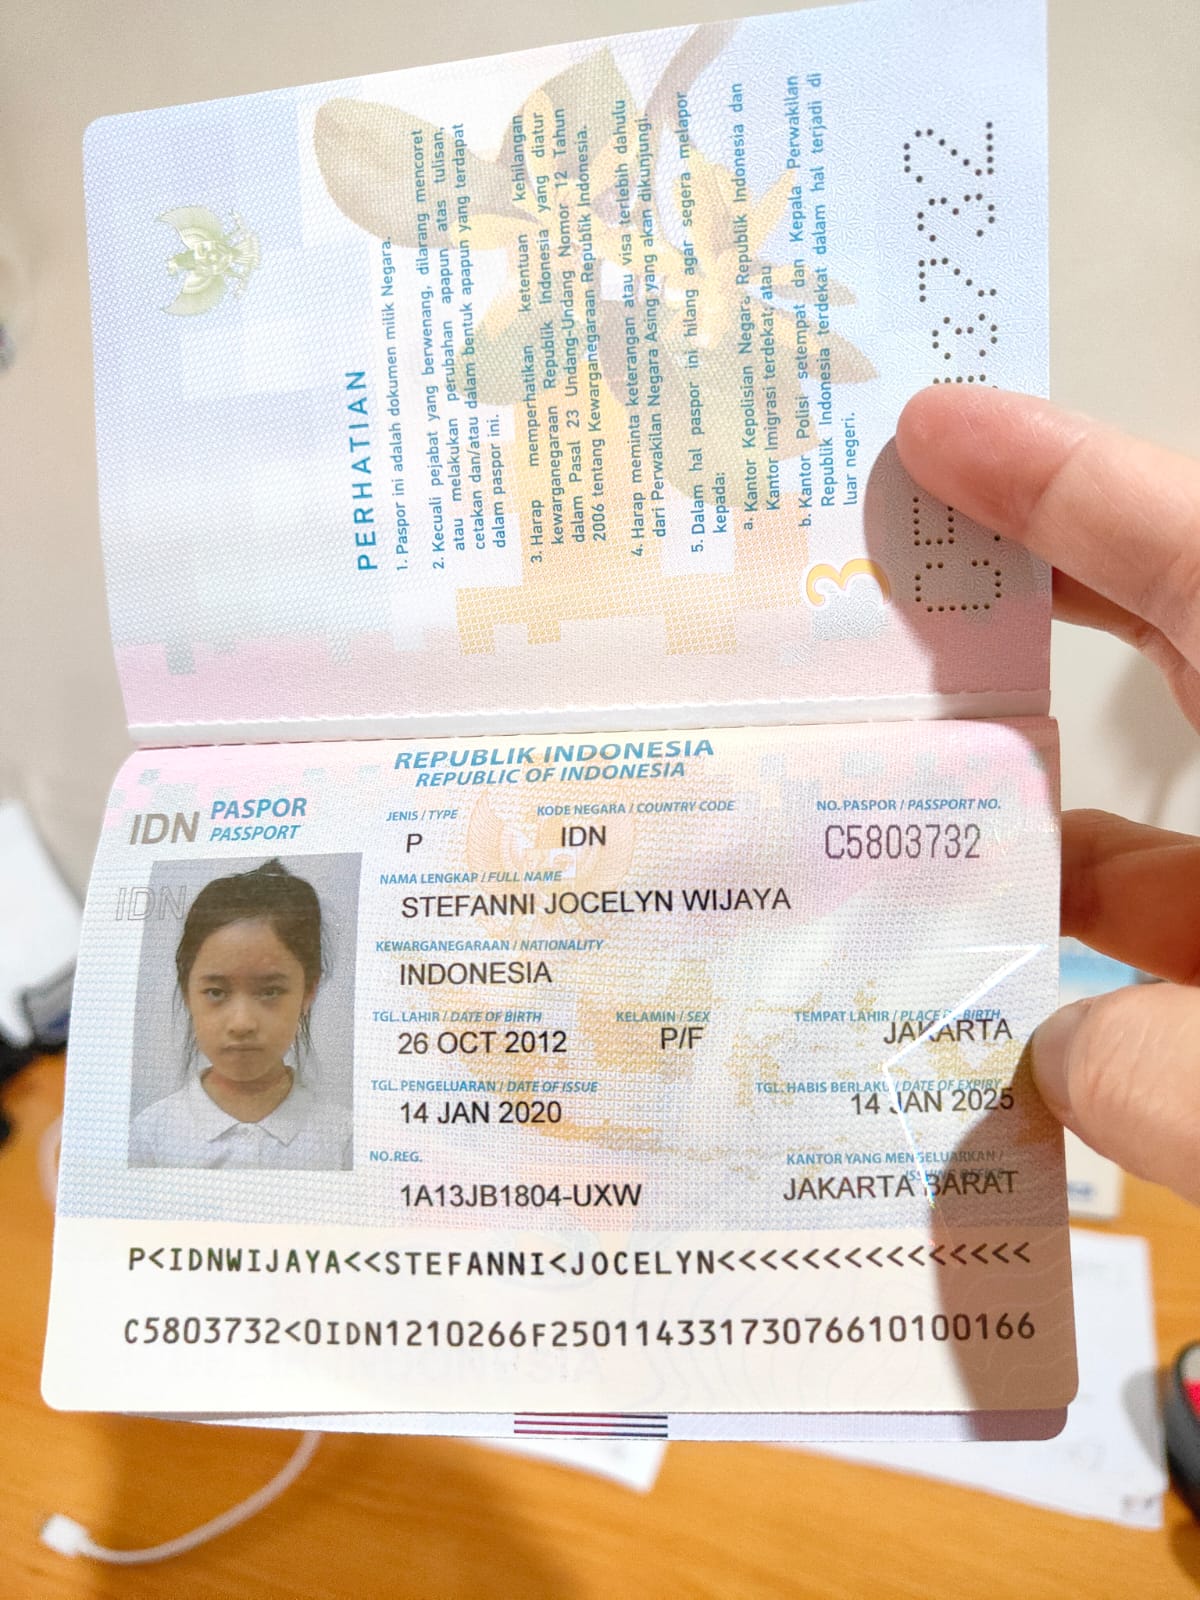 PERHATIAN
1. Paspor ini adalah dokumen milik Negara.
2. Kecuali pejabat yang berwenang, dilarang mencoret
atau melakukan perubahan apapun atas tulisan,
cetakan dan/atau dalam bentuk apapun yang terdapat
dalam paspor ini.
3. Harap memperhatikan ketentuan kehilangan
kewarganegaraan Republik Indonesia yang diatur
dalam Pasal 23 Undang-Undang Nomor 12 Tahun
2006 tentang Kewarganegaraan Republik Indonesia.
4. Harap meminta keterangan atau visa terlebih dahulu
dari Perwakilan Negara Asing yang akan dikunjungi.
5. Dalam hal paspor ini hilang agar segera melapor
kepada:
a. Kantor Kepolisian Negara Republik Indonesia dan
Kantor Imigrasi terdekat; atau
b. Kantor Polisi setempat dan Kepala Perwakilan
Republik Indonesia terdekat dalam hal terjadi di
luar negeri.
3
REPUBLIK INDONESIA
REPUBLIC OF INDONESIA
IDN PASPOR
PASSPORT
JENIS / TYPE KODE NEGARA / COUNTRY CODE NO. PASPOR / PASSPORT NO.
P IDN C5803732
IDN
NAMA LENGKAP / FULL NAME
STEFANNI JOCELYN WIJAYA
KEWARGANEGARAAN / NATIONALITY
INDONESIA
TGL. LAHIR / DATE OF BIRTH KELAMIN / SEX TEMPAT LAHIR / PLACE OF BIRTH
26 OCT 2012 P/F JAKARTA
TGL. PENGELUARAN / DATE OF ISSUE TGL. HABIS BERLAKU / DATE OF EXPIRY
14 JAN 2020 14 JAN 2025
NO. REG. KANTOR YANG MENGELUARKAN /
ISSUING OFFICE
1A13JB1804-UXW JAKARTA BARAT
P<IDNWIJAYA<<STEFANNI<JOCELYN<<<<<<<<<<<<<<<
C5803732<0IDN1210266F25011433173076610100166